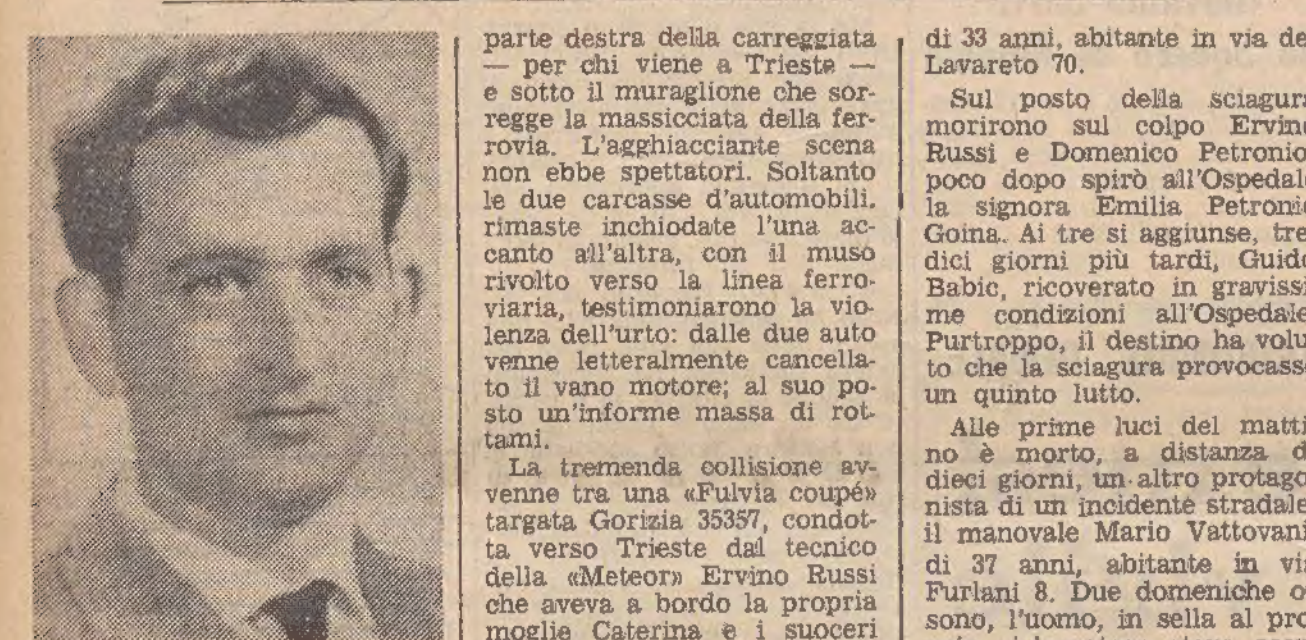 parte destra della carreggiata
— per chi viene a Trieste —
e sotto il muraglione che sor-
regge la massicciata della fer-
rovia. L'agghiacciante scena
non ebbe spettatori. Soltanto
le due carcasse d'automobili,
rimaste inchiodate l'una ac-
canto all'altra, con il muso
rivolto verso la linea ferro-
viaria, testimoniarono la vio-
lenza dell'urto: dalle due auto
venne letteralmente cancella-
to il vano motore; al suo po-
sto un'informe massa di rot-
tami.
La tremenda collisione av-
venne tra una «Fulvia coupé»
targata Gorizia 35357, condot-
ta verso Trieste dal tecnico
della «Meteor» Ervino Russi
che aveva a bordo la propria
moglie Caterina e i suoceri
di 33 anni, abitante in via de
Lavareto 70.
Sul posto della sciagura
morirono sul colpo Ervino
Russi e Domenico Petronio
poco dopo spirò all'Ospedale
la signora Emilia Petronio
Goina. Ai tre si aggiunse, tre
dici giorni più tardi, Guido
Babic, ricoverato in gravissi
me condizioni all'Ospedale
Purtroppo, il destino ha volu
to che la sciagura provocasse
un quinto lutto.
Alle prime luci del matti
no è morto, a distanza d
dieci giorni, un altro protago
nista di un incidente stradale
il manovale Mario Vattovani
di 37 anni, abitante in via
Furlani 8. Due domeniche o
sono, l'uomo, in sella al pro